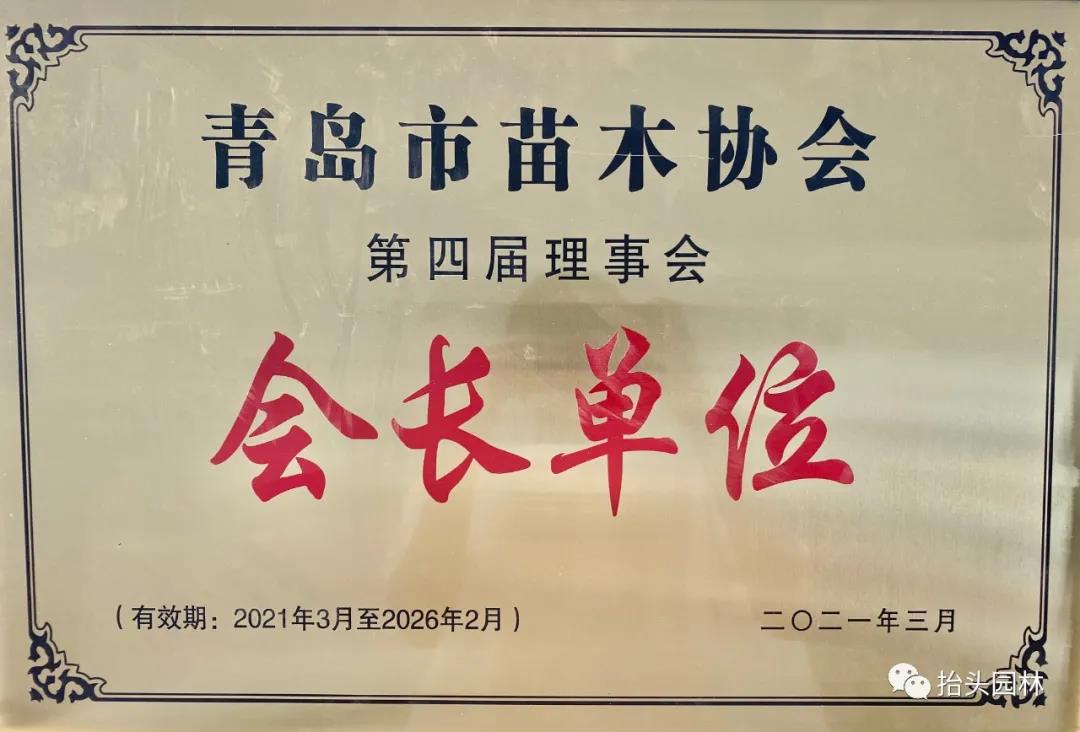 青岛市苗木协会
第四届理事会
会长单位
（有效期：2021年3月至2026年2月）
二〇二一年三月
抬头园林